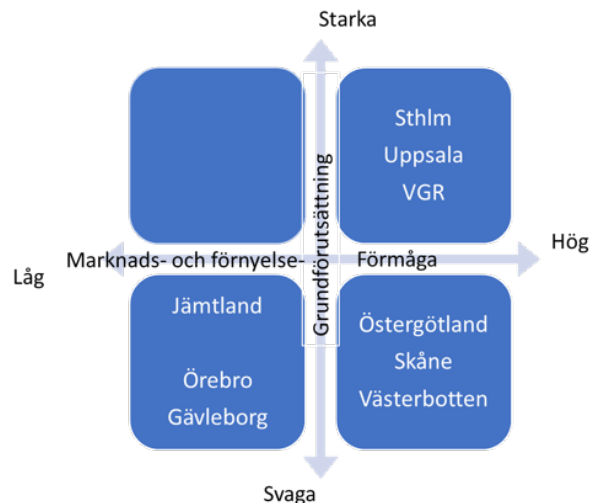 Starka
Sthlm
Uppsala
VGR
Grundförutsättning
Hög
Marknads- och förnyelse- Förmåga
Låg
Jämtland
Örebro
Gävleborg
Östergötland
Skåne
Västerbotten
Svaga